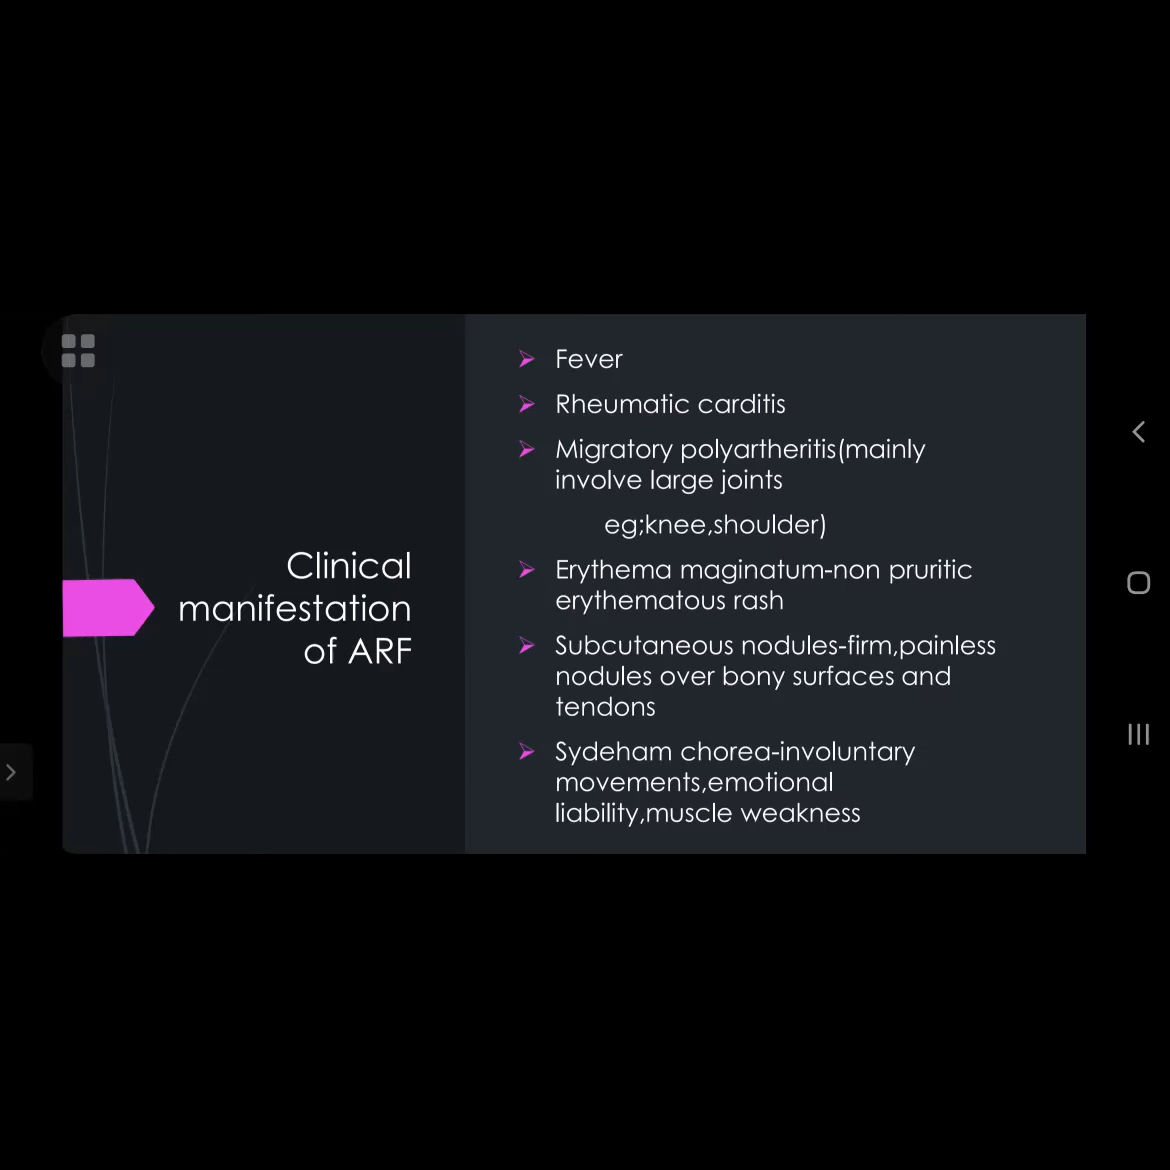 Clinical
manifestation
of ARF
Fever
Rheumatic carditis
Migratory polyartheritis(mainly
involve large joints
eg;knee,shoulder)
Erythema maginatum-non pruritic
erythematous rash
Subcutaneous nodules-firm,painless
nodules over bony surfaces and
tendons
Sydeham chorea-involuntary
movements,emotional
liability,muscle weakness